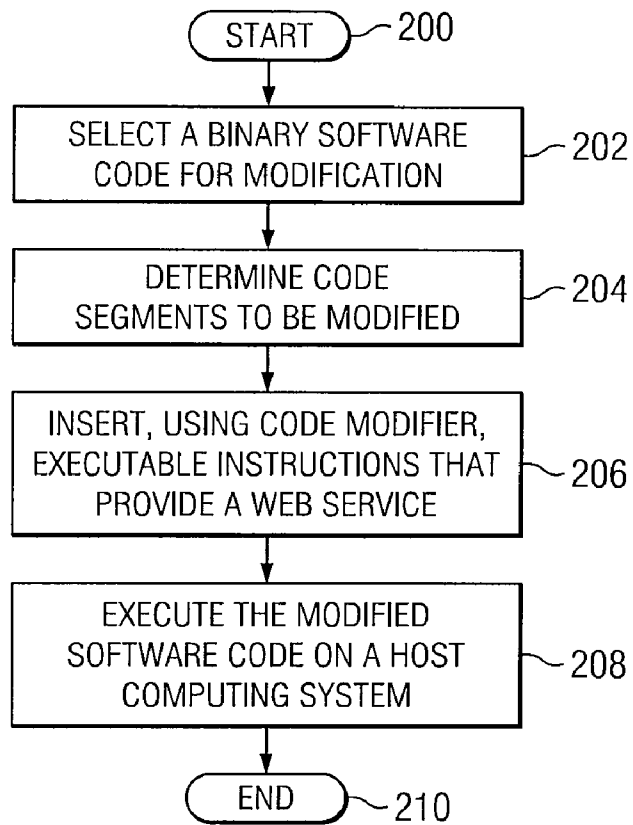 START
200
SELECT A BINARY SOFTWARE
CODE FOR MODIFICATION
202
DETERMINE CODE
SEGMENTS TO BE MODIFIED
204
INSERT, USING CODE MODIFIER,
EXECUTABLE INSTRUCTIONS THAT
PROVIDE A WEB SERVICE
206
EXECUTE THE MODIFIED
SOFTWARE CODE ON A HOST
COMPUTING SYSTEM
208
END
210